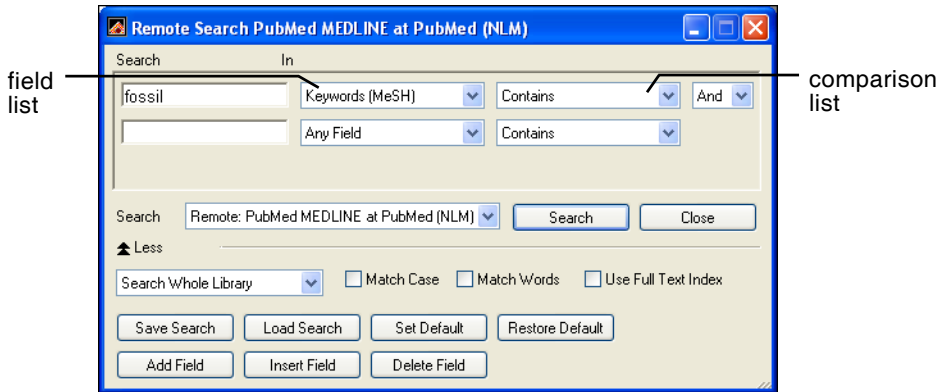 Remote Search PubMed MEDLINE at PubMed (NLM)
Search In
field list
fossil Keywords (MeSH) Contains And
comparison list
Any Field Contains
Search Remote: PubMed MEDLINE at PubMed (NLM) Search Close
Less
Search Whole Library Match Case Match Words Use Full Text Index
Save Search Load Search Set Default Restore Default
Add Field Insert Field Delete Field